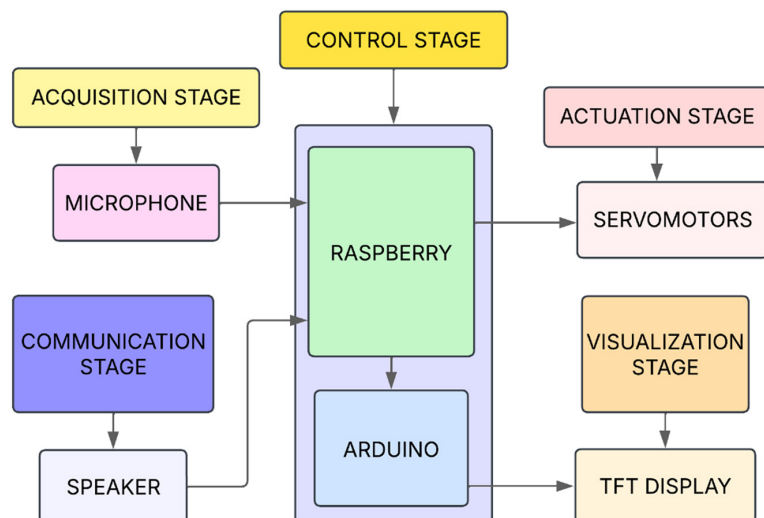 CONTROL STAGE
ACQUISITION STAGE
ACTUATION STAGE
MICROPHONE
SERVOMOTORS
RASPBERRY
COMMUNICATION
STAGE
VISUALIZATION
STAGE
ARDUINO
SPEAKER
TFT DISPLAY